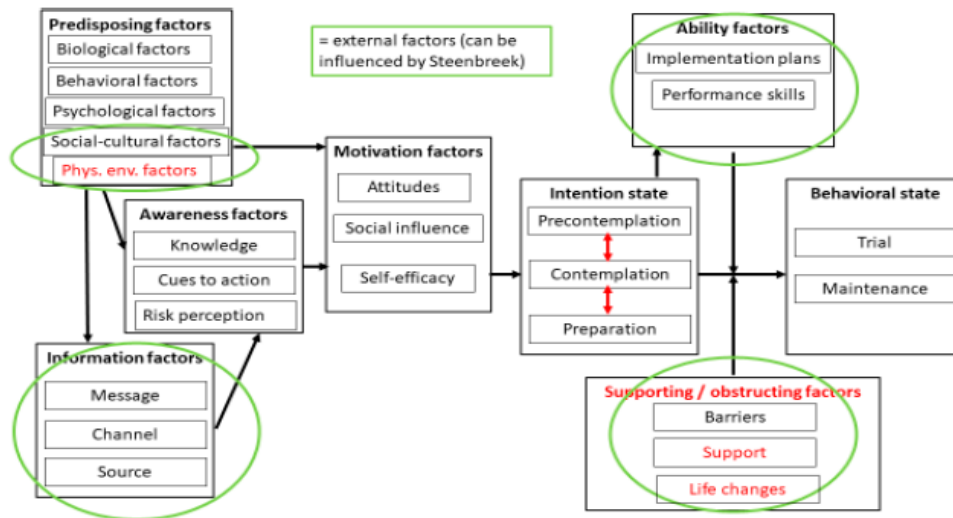 Predisposing factors
Biological factors
Behavioral factors
Psychological factors
Social-cultural factors
Phys. env. factors
= external factors (can be
influenced by Steenbreek)
Ability factors
Implementation plans
Performance skills
Motivation factors
Attitudes
Social influence
Self-efficacy
Awareness factors
Knowledge
Cues to action
Risk perception
Intention state
Precontemplation
Contemplation
Preparation
Behavioral state
Trial
Maintenance
Information factors
Message
Channel
Source
Supporting / obstructing factors
Barriers
Support
Life changes